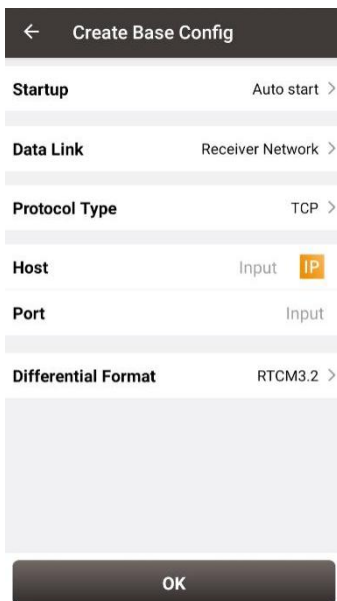 Create Base Config
Startup Auto start
Data Link Receiver Network
Protocol Type TCP
Host Input IP
Port Input
Differential Format RTCM3.2
OK